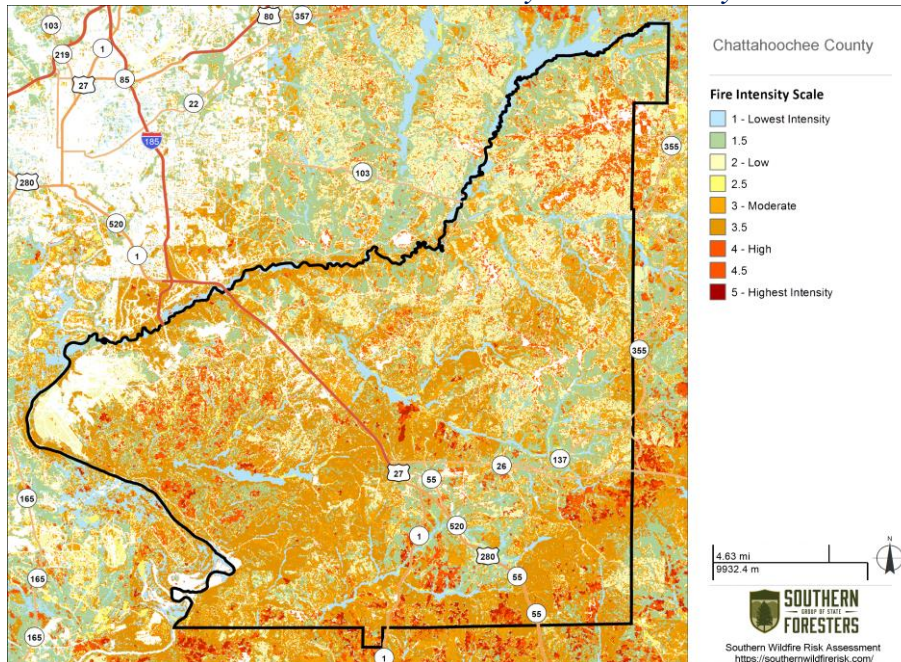 103
80
357
219
1
27
85
22
185
280
103
355
520
1
355
27
26
137
55
165
520
1
280
55
165
55
165
1
Chattahoochee County
Fire Intensity Scale
1 - Lowest Intensity
1.5
2 - Low
2.5
3 - Moderate
3.5
4 - High
4.5
5 - Highest Intensity
4.63 mi
9932.4 m
N
SOUTHERN
GROUP OF STATE
FORESTERS
Southern Wildfire Risk Assessment
https://southernwildfirerisk.com/